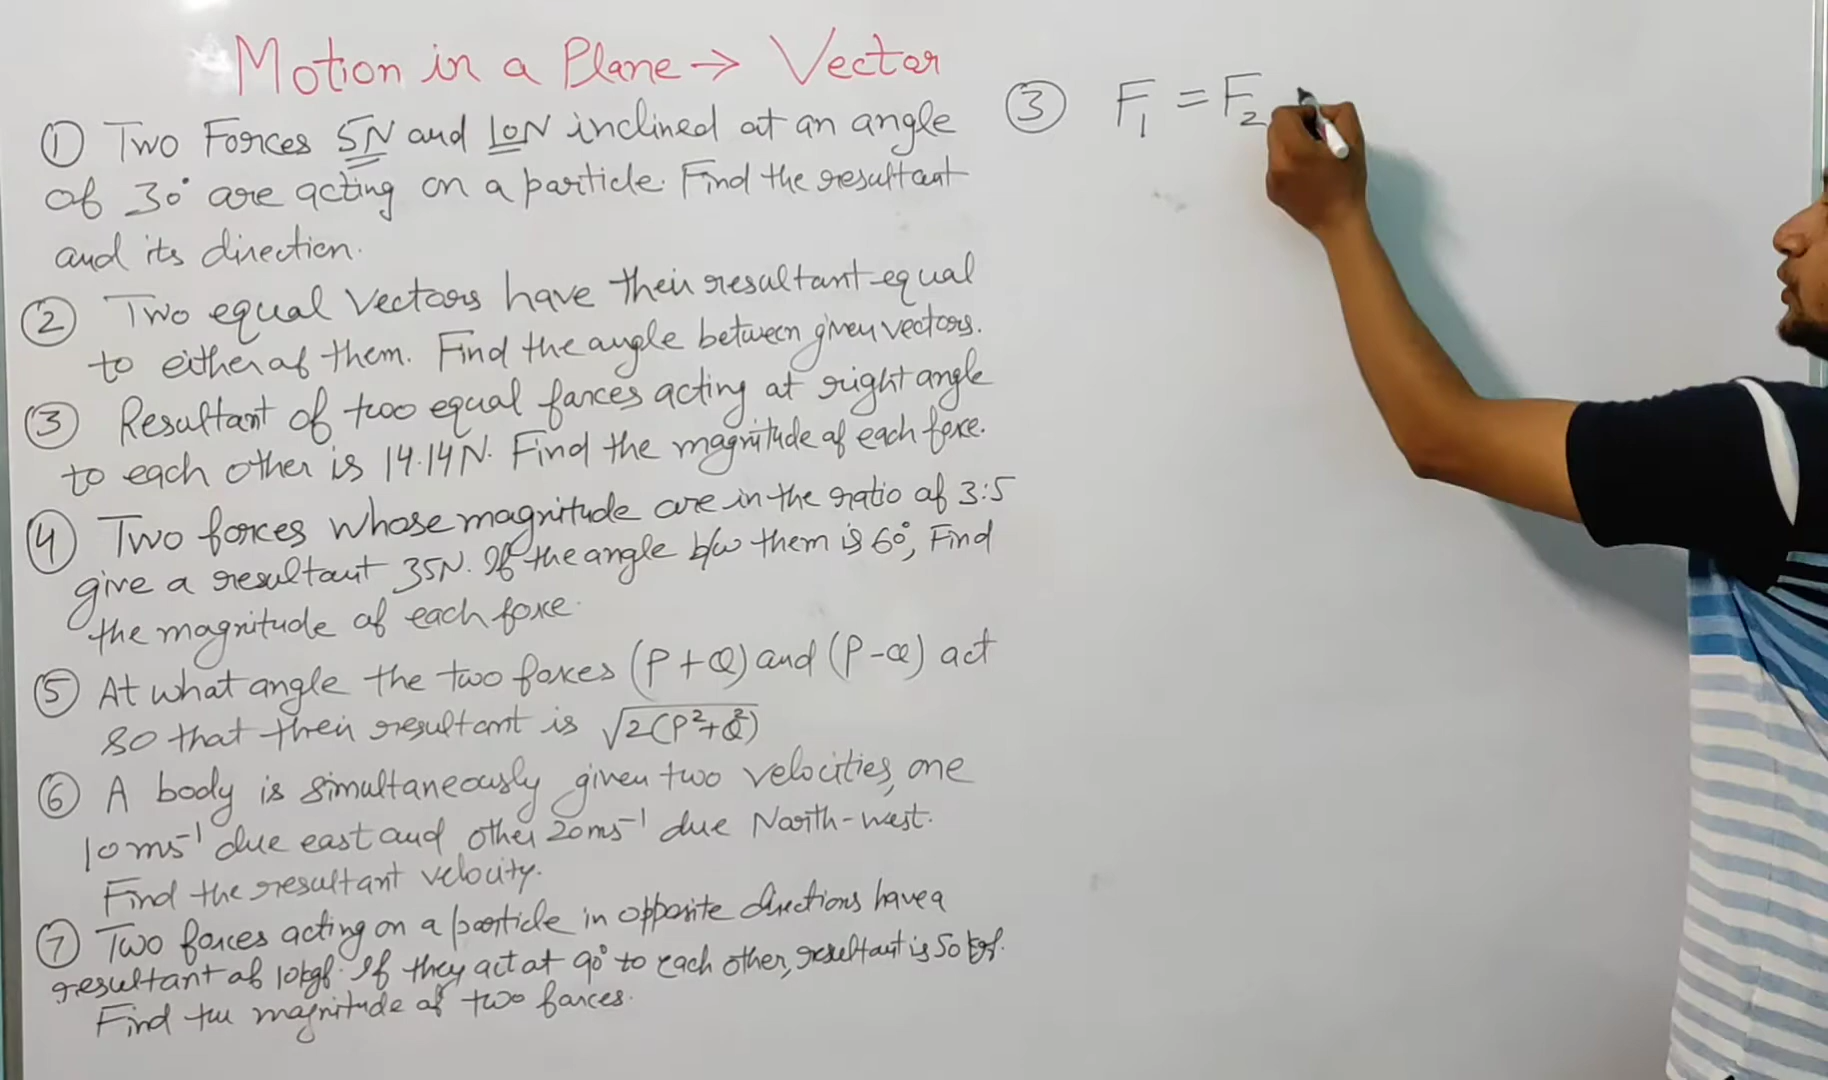 Motion in a Plane → Vector
① Two Forces 5N and 10N inclined at an angle
of 30° are acting on a particle. Find the resultant
and its direction.
② Two equal Vectors have their resultant equal
to either of them. Find the angle between given vectors.
③ Resultant of two equal forces acting at right angle
to each other is 14.14N. Find the magnitude of each force.
④ Two forces whose magnitude are in the ratio of 3:5
give a resultant 35N. If the angle b/w them is 60°, Find
the magnitude of each force.
⑤ At what angle the two forces (P+Q) and (P-Q) act
so that their resultant is √2(P²+Q²)
⑥ A body is simultaneously given two velocities, one
10ms⁻¹ due east and other 20ms⁻¹ due North-west.
Find the resultant velocity.
⑦ Two forces acting on a particle in opposite directions have a
resultant of 10kgf. If they act at 90° to each other, resultant is 50 kgf.
Find the magnitude of two forces.
③ F₁ = F₂